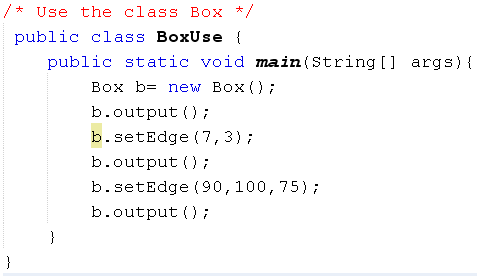 /* Use the class Box */
public class BoxUse {
public static void main(String[] args){
Box b= new Box();
b.output();
b.setEdge(7,3);
b.output();
b.setEdge(90,100,75);
b.output();
}
}